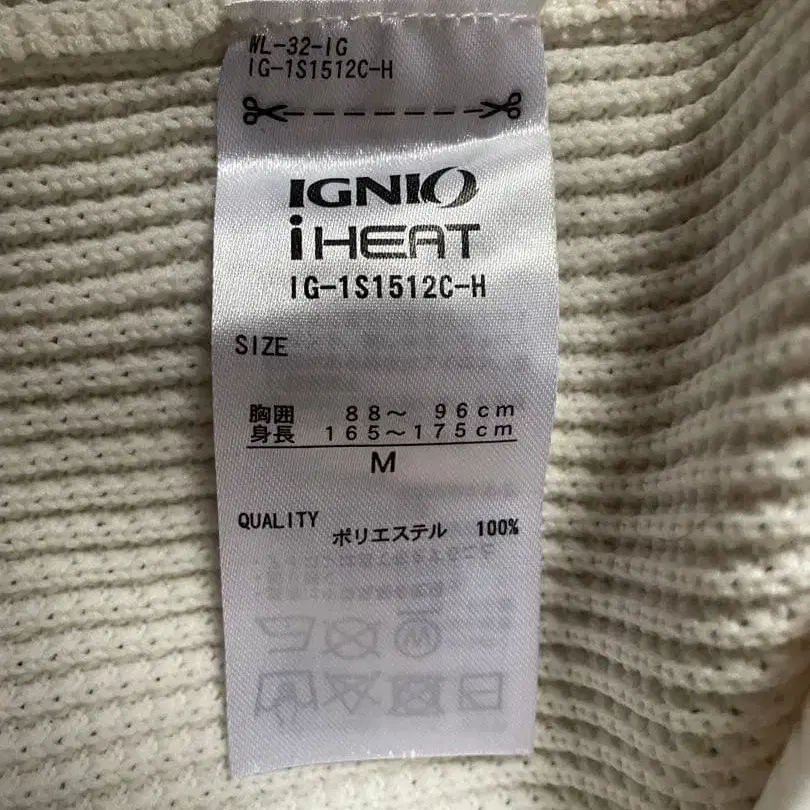 WL-32-IG
IG-1S1512C-H
IGNIO
iHEAT
IG-1S1512C-H
SIZE
胸囲 88～ 96cm
身長 165～175cm
M
QUALITY ポリエステル 100%